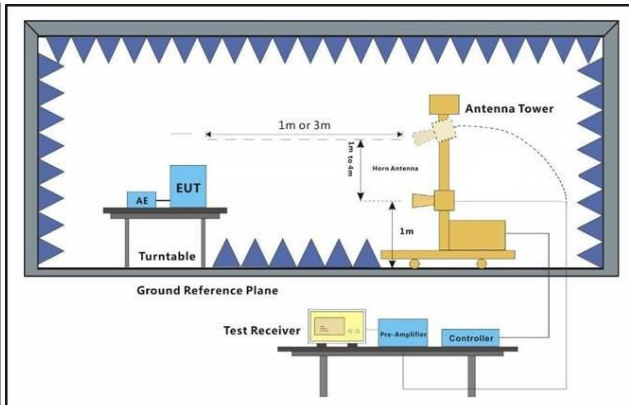 Antenna Tower
1m or 3m
1m to 4m
Horn Antenna
EUT
AE
1m
Turntable
Ground Reference Plane
Test Receiver
Pre-Amplifier
Controller